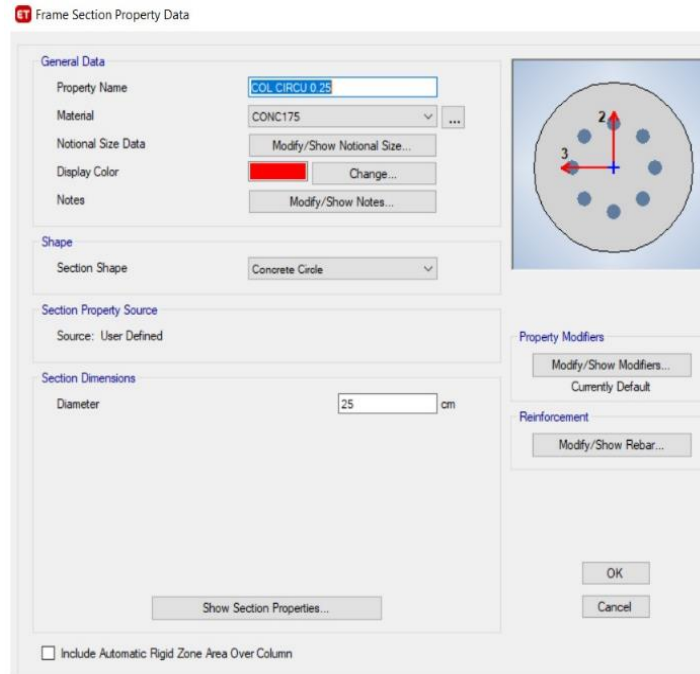 ET Frame Section Property Data
General Data
Property Name COL CIRCU 0.25
Material CONC175 ...
Notional Size Data Modify/Show Notional Size...
Display Color Change...
Notes Modify/Show Notes...
Shape
Section Shape Concrete Circle
Section Property Source
Source: User Defined
Section Dimensions
Diameter 25 cm
Show Section Properties...
Include Automatic Rigid Zone Area Over Column
2
3
Property Modifiers
Modify/Show Modifiers...
Currently Default
Reinforcement
Modify/Show Rebar...
OK
Cancel